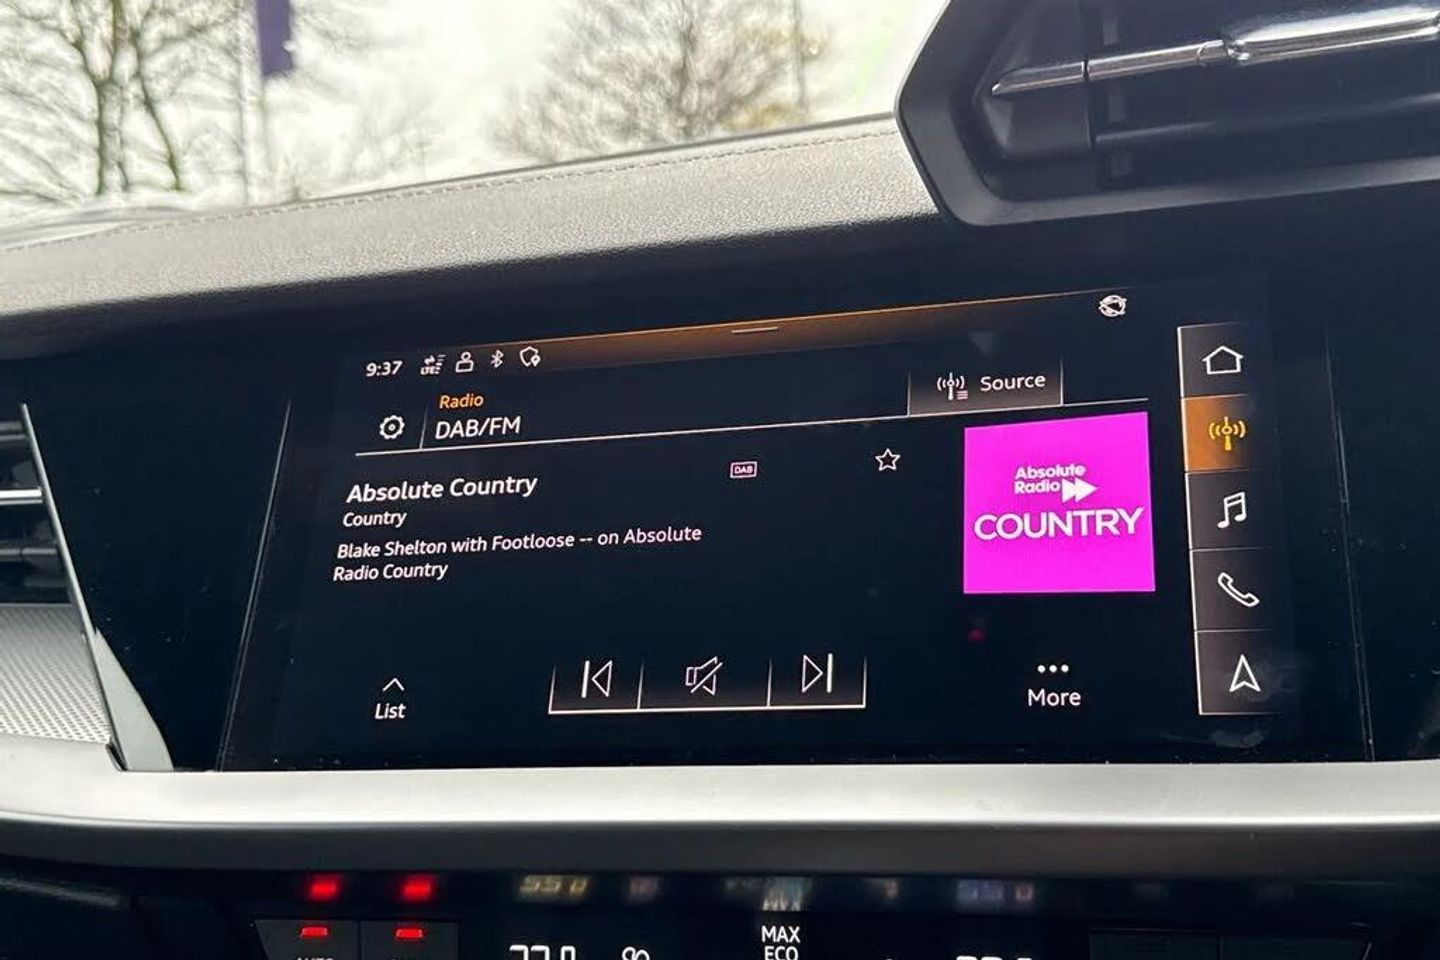 9:37
LTE
Radio
DAB/FM
Source
Absolute Country
DAB
Country
Blake Shelton with Footloose -- on Absolute
Radio Country
Absolute
Radio
COUNTRY
List
More
MAX
ECO